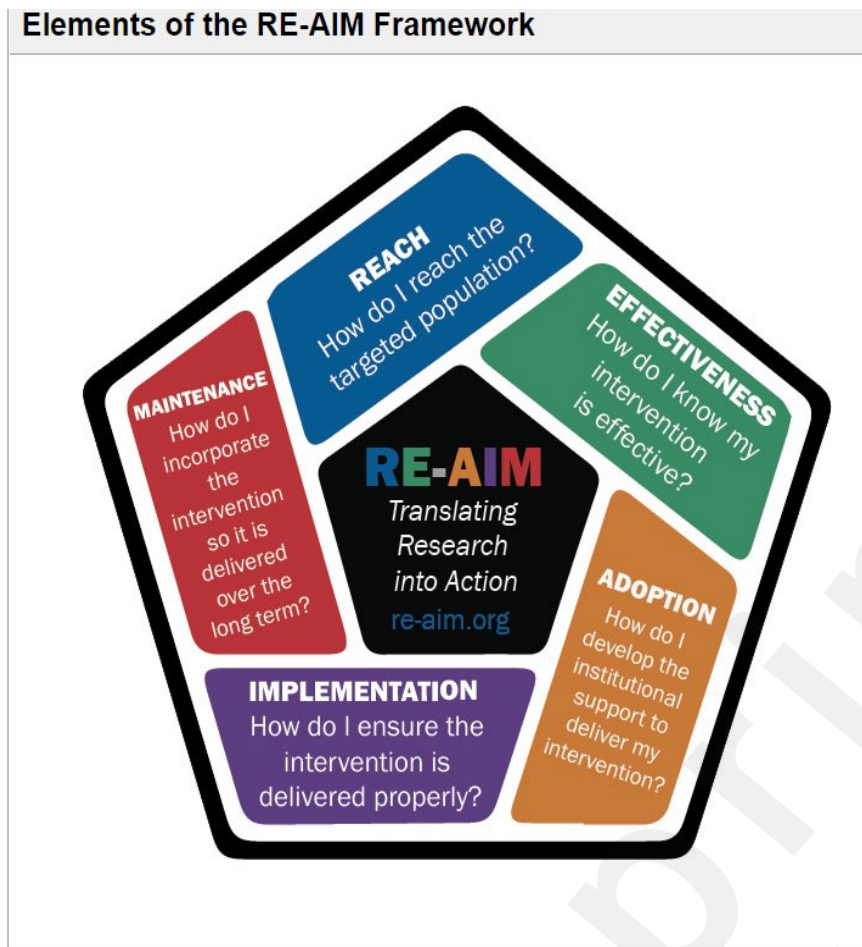 Elements of the RE-AIM Framework
REACH
How do I reach the
targeted population?
EFFECTIVENESS
How do I know my
intervention
is effective?
ADOPTION
How do I
develop the
institutional
support to
deliver my
intervention?
IMPLEMENTATION
How do I ensure the
intervention is
delivered properly?
MAINTENANCE
How do I
incorporate
the
intervention
so it is
delivered
over the
long term?
RE-AIM
Translating
Research
into Action
re-aim.org
prin